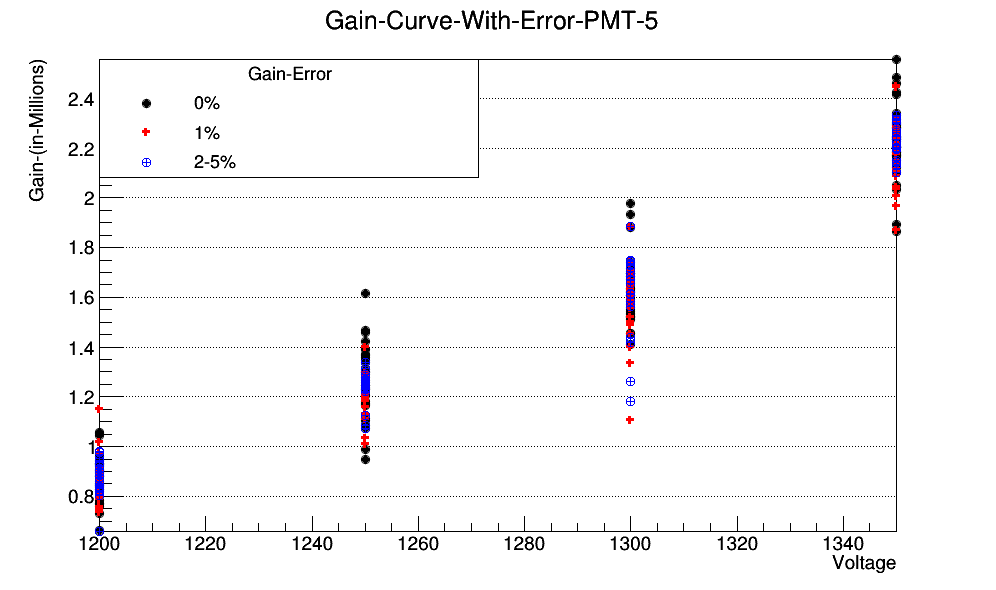 Gain-Curve-With-Error-PMT-5
Gain-(in-Millions)
Gain-Error
0%
1%
2-5%
2.4
2.2
2
1.8
1.6
1.4
1.2
1
0.8
1200 1220 1240 1260 1280 1300 1320 1340
Voltage